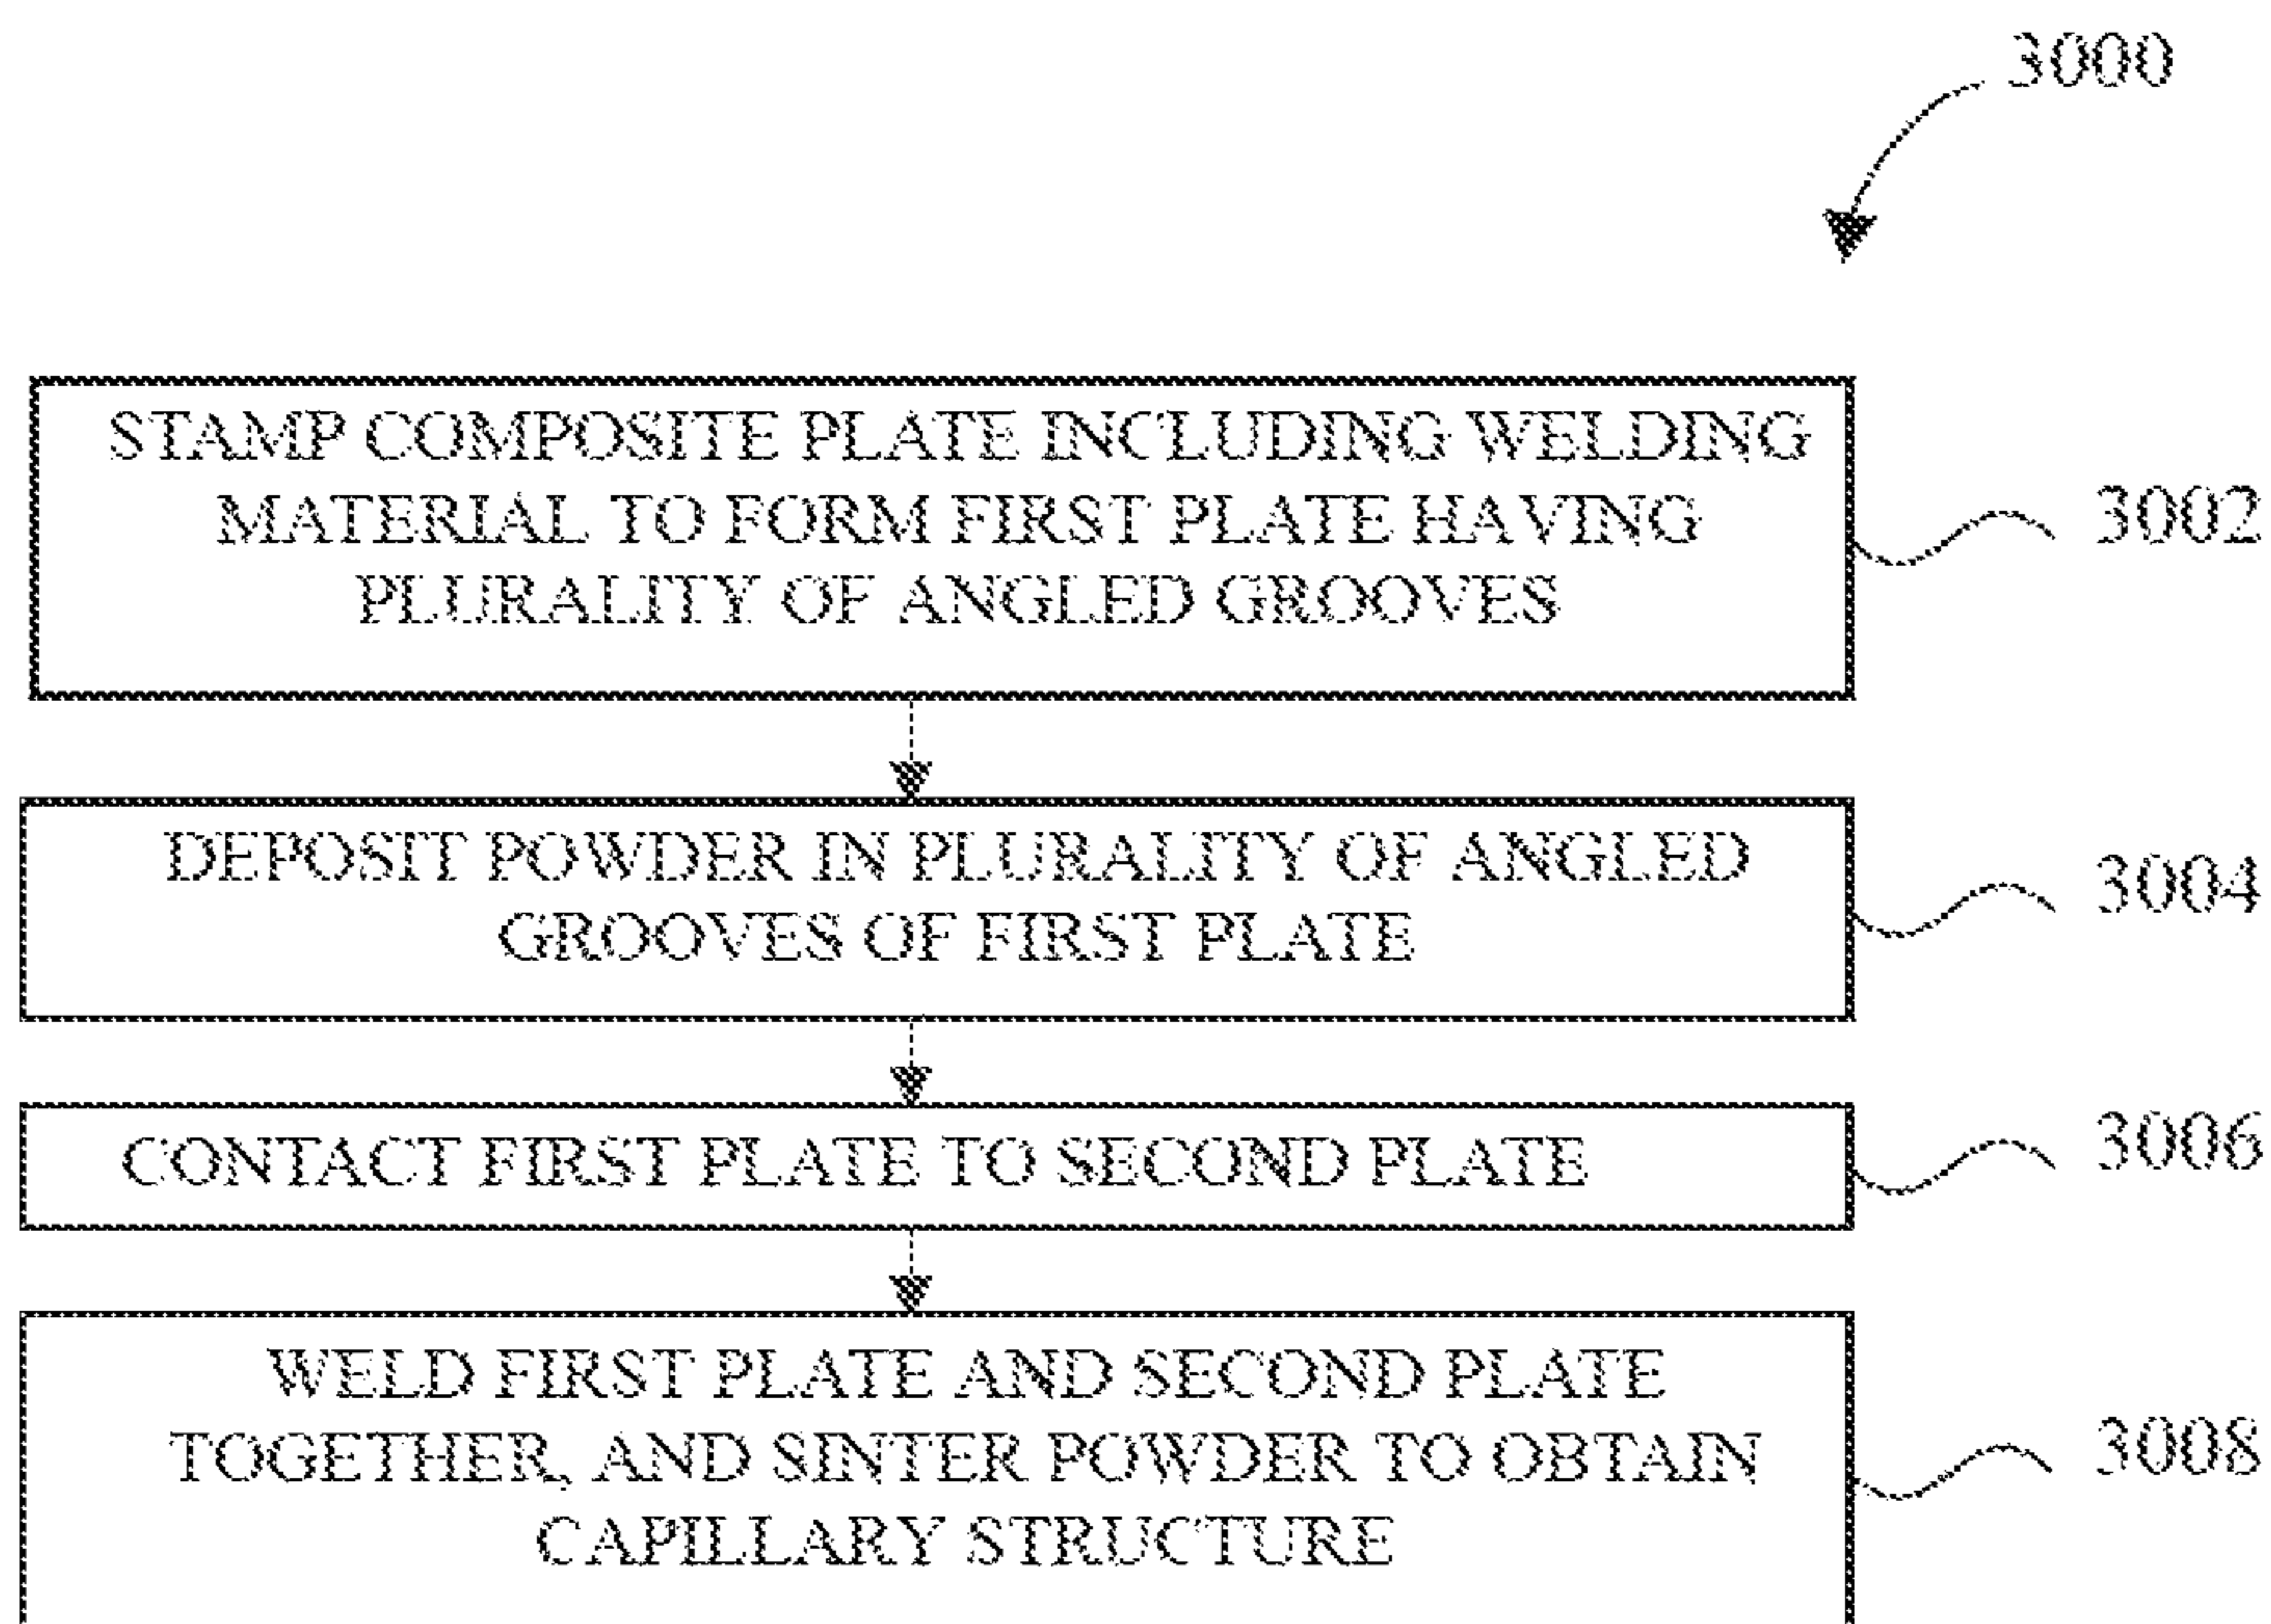 3000
STAMP COMPOSITE PLATE INCLUDING WELDING
MATERIAL TO FORM FIRST PLATE HAVING
PLURALITY OF ANGLED GROOVES
3002
DEPOSIT POWDER IN PLURALITY OF ANGLED
GROOVES OF FIRST PLATE
3004
CONTACT FIRST PLATE TO SECOND PLATE
3006
WELD FIRST PLATE AND SECOND PLATE
TOGETHER, AND SINTER POWDER TO OBTAIN
CAPILLARY STRUCTURE
3008